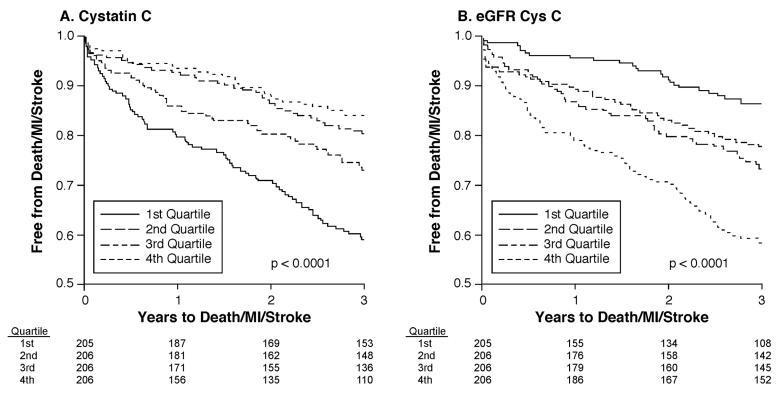 A. Cystatin C
Free from Death/MI/Stroke
1.0
0.9
0.8
0.7
0.6
0.5
1st Quartile
2nd Quartile
3rd Quartile
4th Quartile
p < 0.0001
0 1 2 3
Years to Death/MI/Stroke
Quartile
1st 205 187 169 153
2nd 206 181 162 148
3rd 206 171 155 136
4th 206 156 135 110
B. eGFR Cys C
Free from Death/MI/Stroke
1.0
0.9
0.8
0.7
0.6
0.5
1st Quartile
2nd Quartile
3rd Quartile
4th Quartile
p < 0.0001
0 1 2 3
Years to Death/MI/Stroke
Quartile
1st 205 155 134 108
2nd 206 176 158 142
3rd 206 179 160 145
4th 206 186 167 152